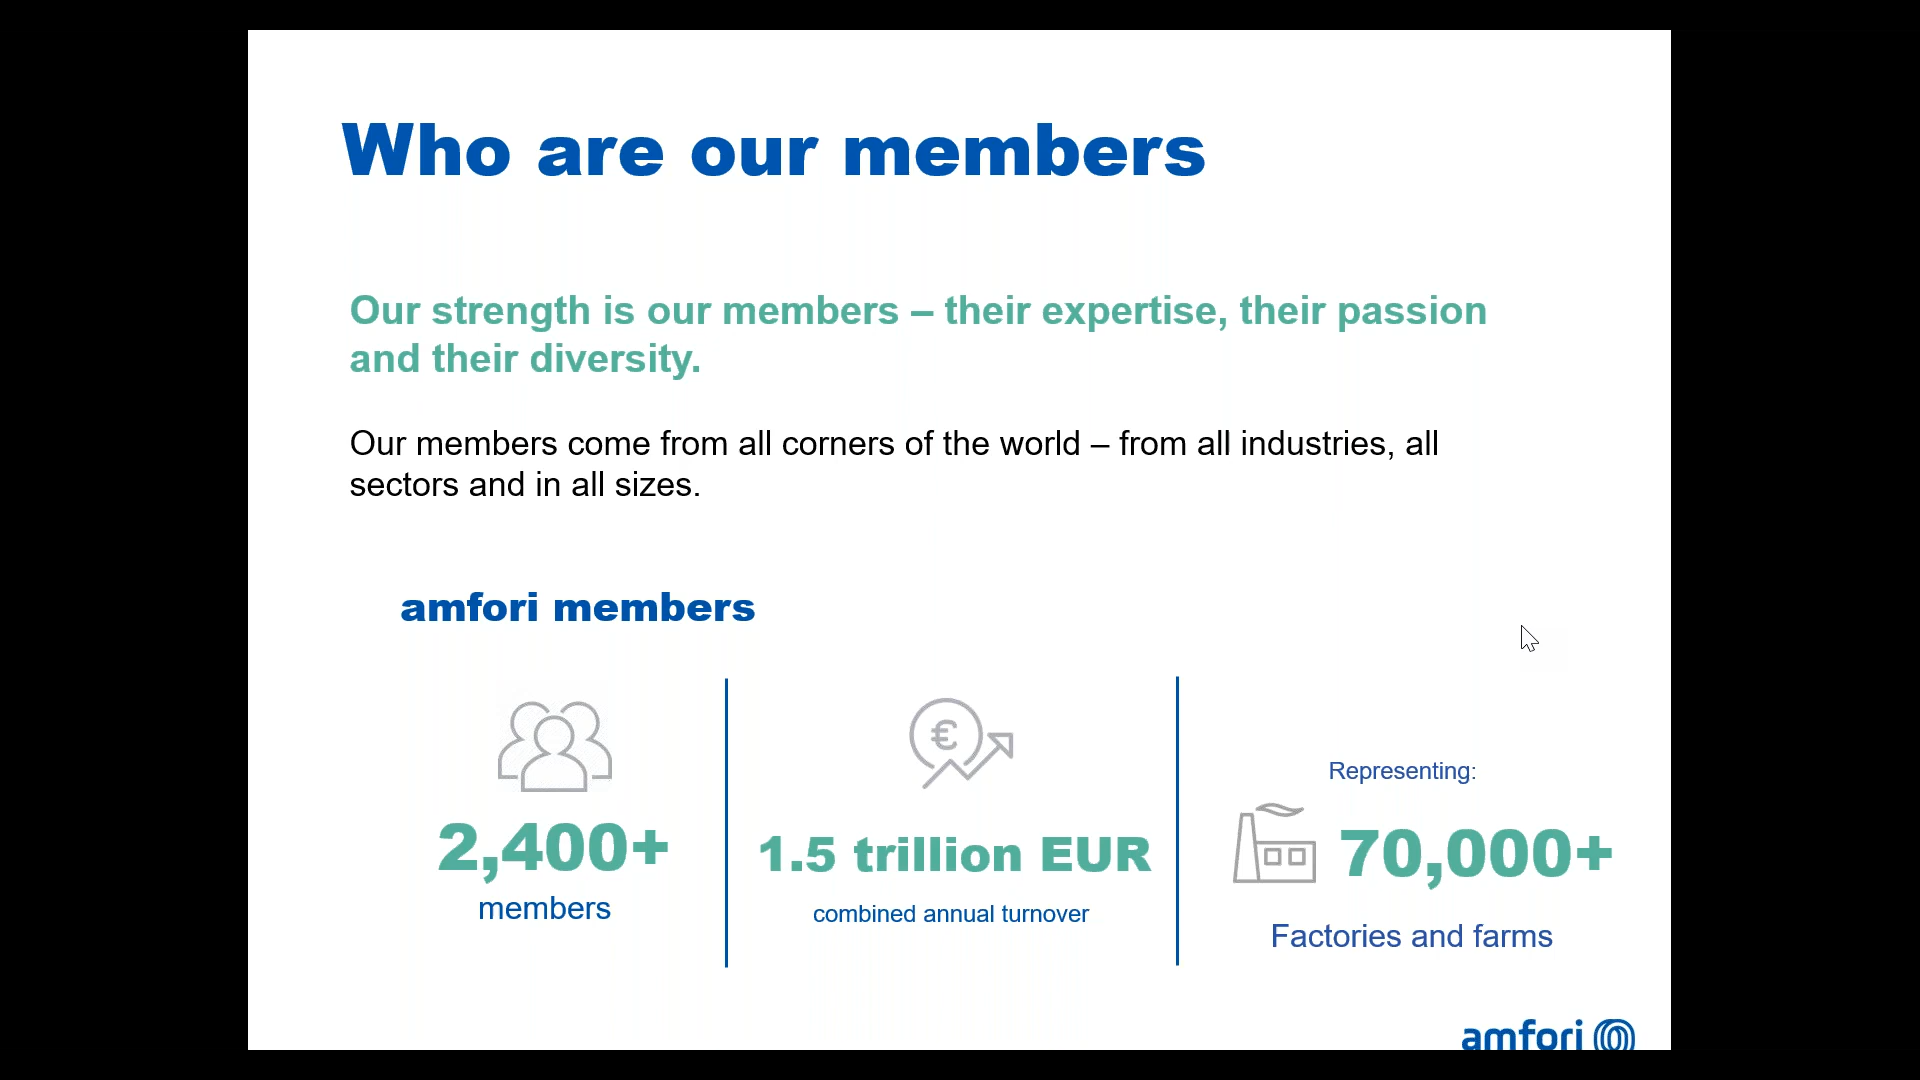 Who are our members
Our strength is our members – their expertise, their passion
and their diversity.
Our members come from all corners of the world – from all industries, all
sectors and in all sizes.
amfori members
€
2,400+
members
1.5 trillion EUR
combined annual turnover
Representing:
70,000+
Factories and farms
amfori